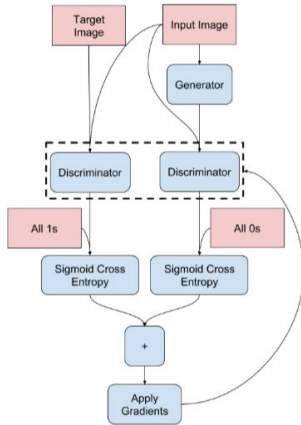 Target
Image
Input Image
Generator
Discriminator
Discriminator
All 1s
All 0s
Sigmoid Cross
Entropy
Sigmoid Cross
Entropy
+
Apply
Gradients